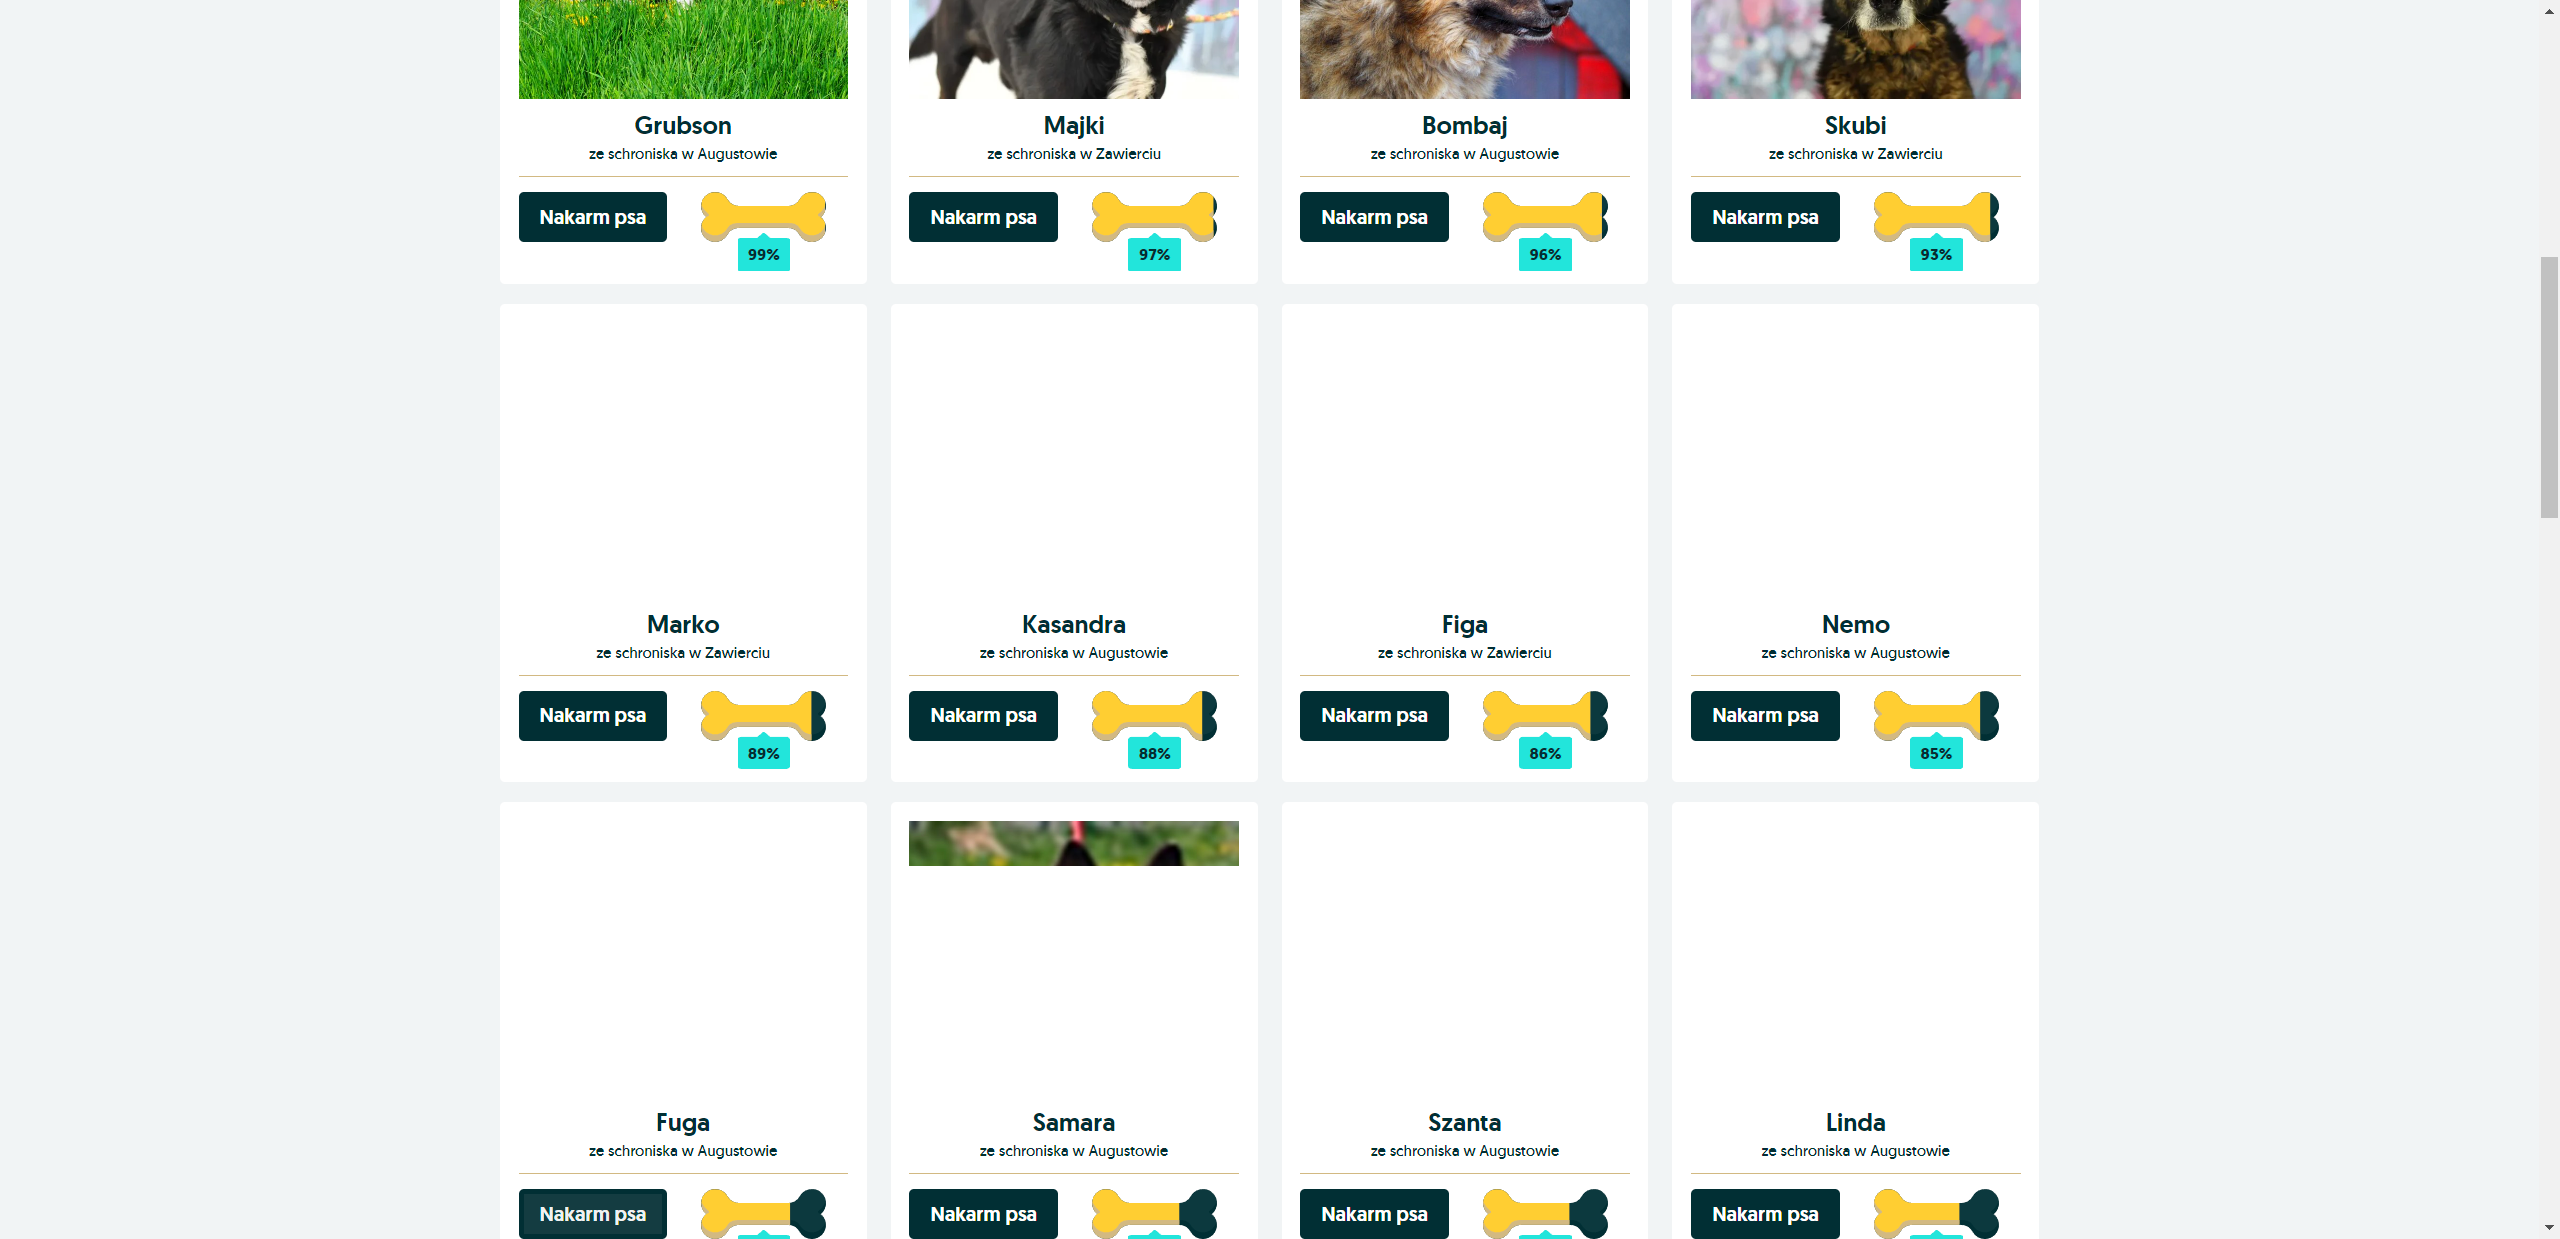 Grubson
ze schroniska w Augustowie
Nakarm psa
99%
Majki
ze schroniska w Zawierciu
Nakarm psa
97%
Bombaj
ze schroniska w Augustowie
Nakarm psa
96%
Skubi
ze schroniska w Zawierciu
Nakarm psa
93%
Marko
ze schroniska w Zawierciu
Nakarm psa
89%
Kasandra
ze schroniska w Augustowie
Nakarm psa
88%
Figa
ze schroniska w Zawierciu
Nakarm psa
86%
Nemo
ze schroniska w Augustowie
Nakarm psa
85%
Fuga
ze schroniska w Augustowie
Nakarm psa
Samara
ze schroniska w Augustowie
Nakarm psa
Szanta
ze schroniska w Augustowie
Nakarm psa
Linda
ze schroniska w Augustowie
Nakarm psa